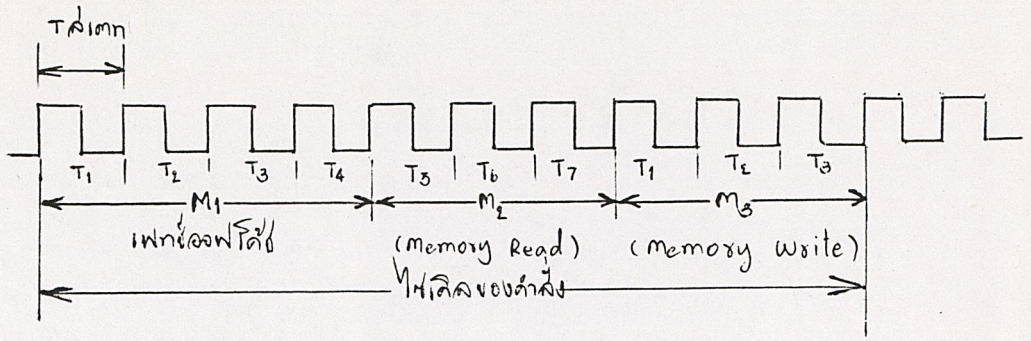 T สเตท
T1 T2 T3 T4 T5 T6 T7 T1 T2 T3
M1 M2 M3
เฟทช์ออฟโค้ช (Memory Read) (Memory Write)
ไซเคิลของคำสั่ง